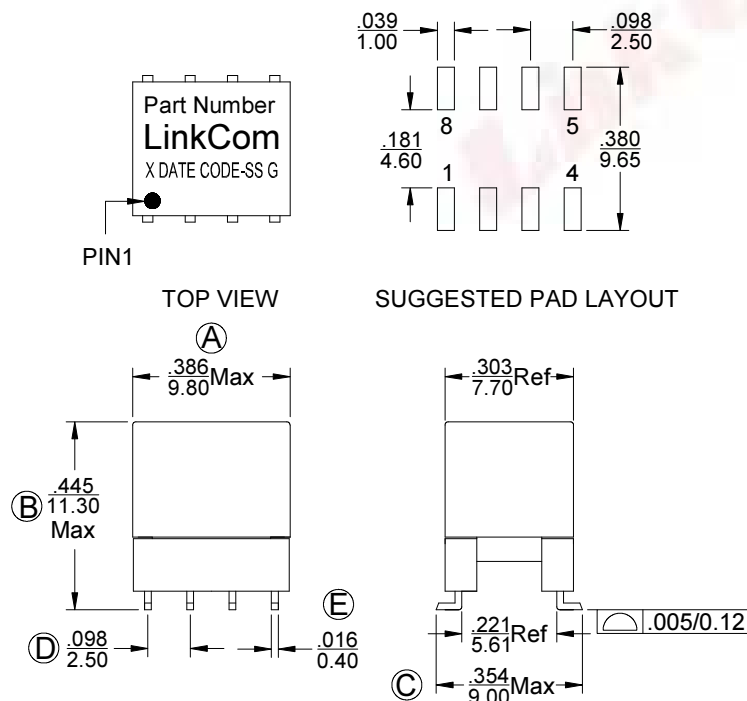 .039
1.00
.098
2.50
Part Number
LinkCom
X DATE CODE-SS G
PIN1
8
5
.181
4.60
.380
9.65
1
4
TOP VIEW
SUGGESTED PAD LAYOUT
A
.386
9.80 Max
.303
7.70 Ref
B
.445
11.30
Max
E
D
.098
2.50
.016
0.40
.221
5.61 Ref
.005/0.12
C
.354
9.00 Max